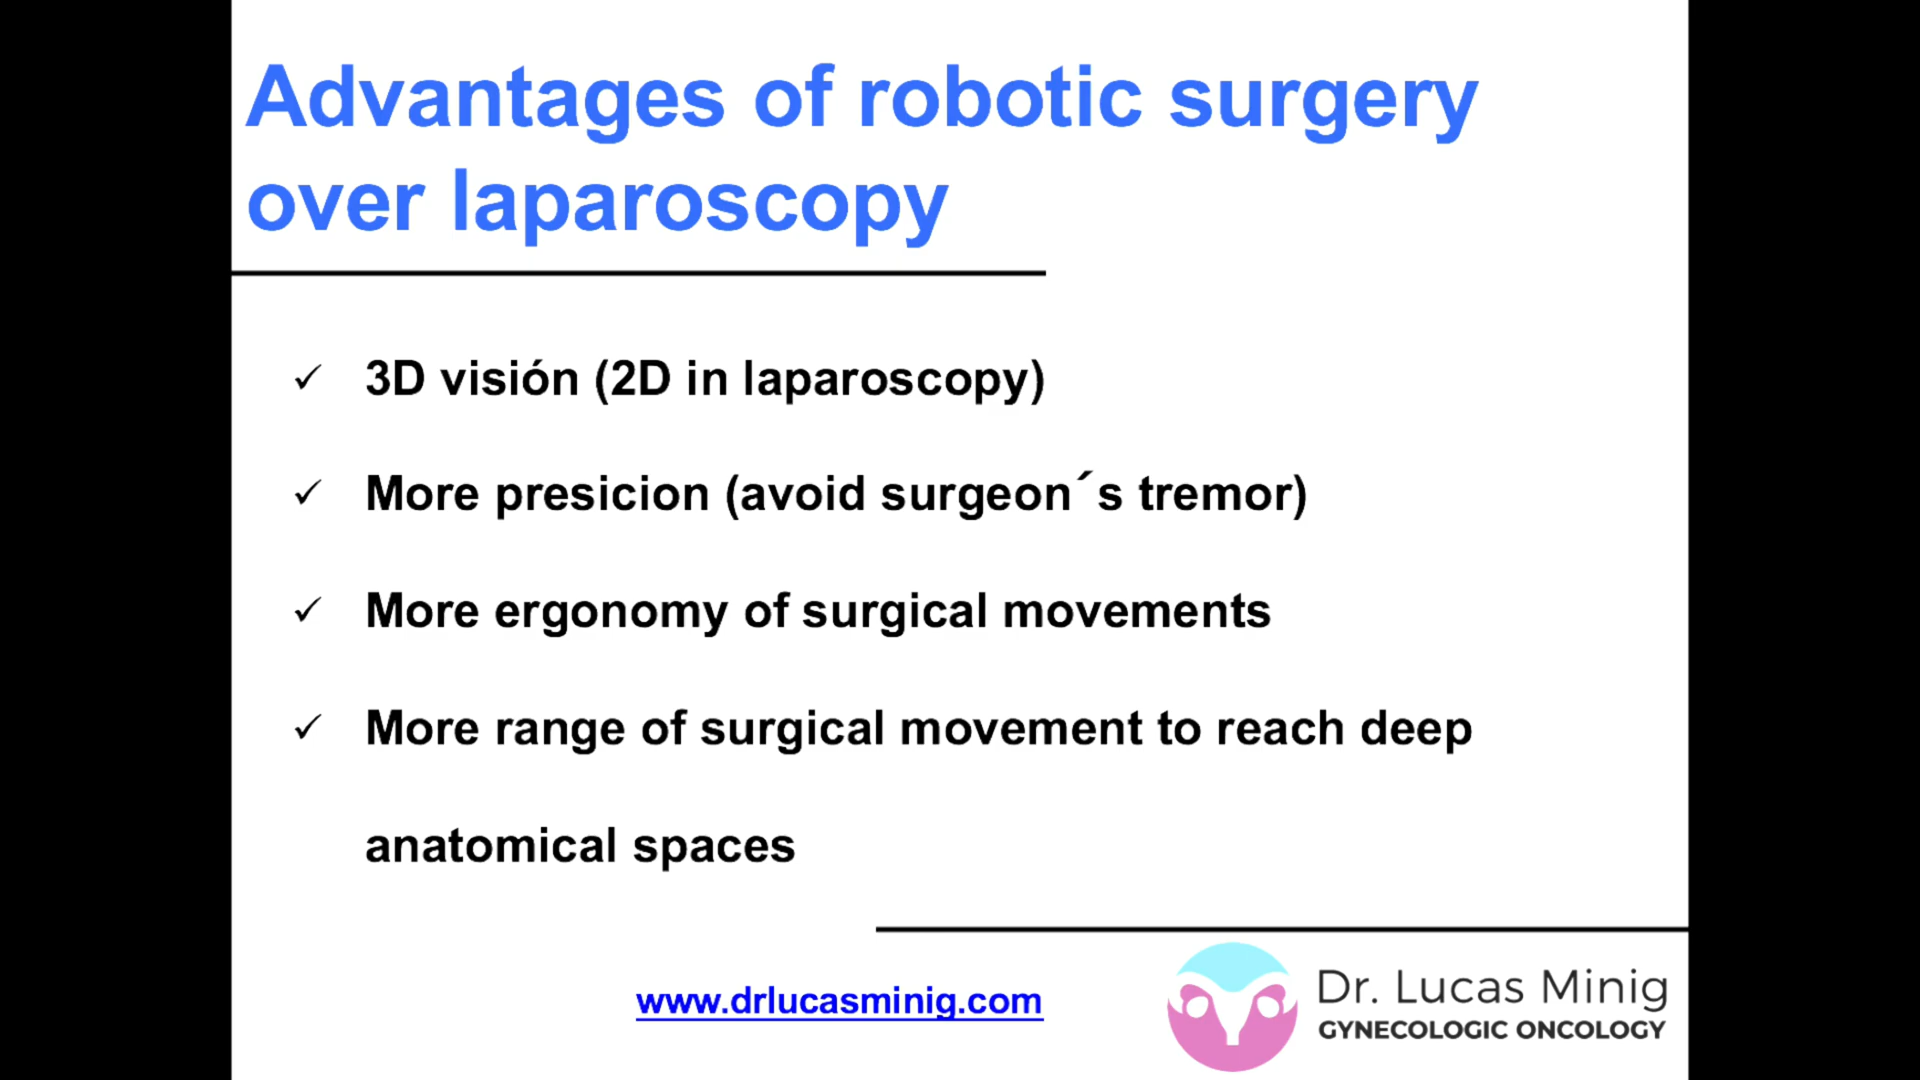 Advantages of robotic surgery
over laparoscopy
✓ 3D visión (2D in laparoscopy)
✓ More presicion (avoid surgeon´s tremor)
✓ More ergonomy of surgical movements
✓ More range of surgical movement to reach deep
anatomical spaces
www.drlucasminig.com
Dr. Lucas Minig
GYNECOLOGIC ONCOLOGY